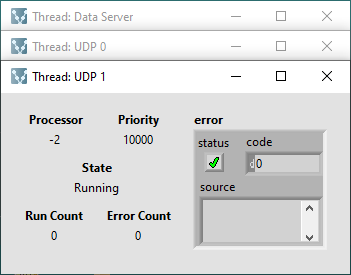 Thread: Data Server
Thread: UDP 0
Thread: UDP 1
Processor Priority error
-2 10000 status code
d 0
State
Running source
Run Count Error Count
0 0